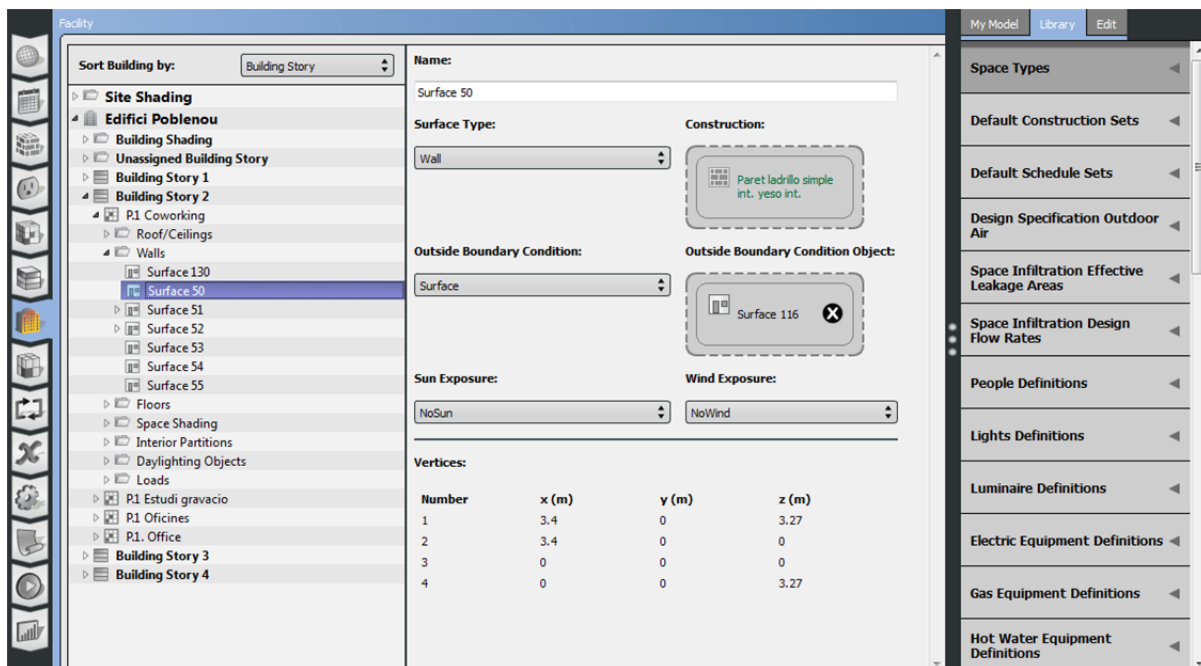 Facility
My Model
Library
Edit
Sort Building by:
Building Story
Site Shading
Edifici Poblenou
Building Shading
Unassigned Building Story
Building Story 1
Building Story 2
P.1 Coworking
Roof/Ceilings
Walls
Surface 130
Surface 50
Surface 51
Surface 52
Surface 53
Surface 54
Surface 55
Floors
Space Shading
Interior Partitions
Daylighting Objects
Loads
P.1 Estudi gravacio
P.1 Oficines
P.1. Office
Building Story 3
Building Story 4
Name:
Surface 50
Surface Type:
Construction:
Wall
Paret ladrillo simple
int. yeso int.
Outside Boundary Condition:
Outside Boundary Condition Object:
Surface
Surface 116
Sun Exposure:
Wind Exposure:
NoSun
NoWind
Vertices:
Number x (m) y (m) z (m)
1 3.4 0 3.27
2 3.4 0 0
3 0 0 0
4 0 0 3.27
Space Types
Default Construction Sets
Default Schedule Sets
Design Specification Outdoor
Air
Space Infiltration Effective
Leakage Areas
Space Infiltration Design
Flow Rates
People Definitions
Lights Definitions
Luminaire Definitions
Electric Equipment Definitions
Gas Equipment Definitions
Hot Water Equipment
Definitions